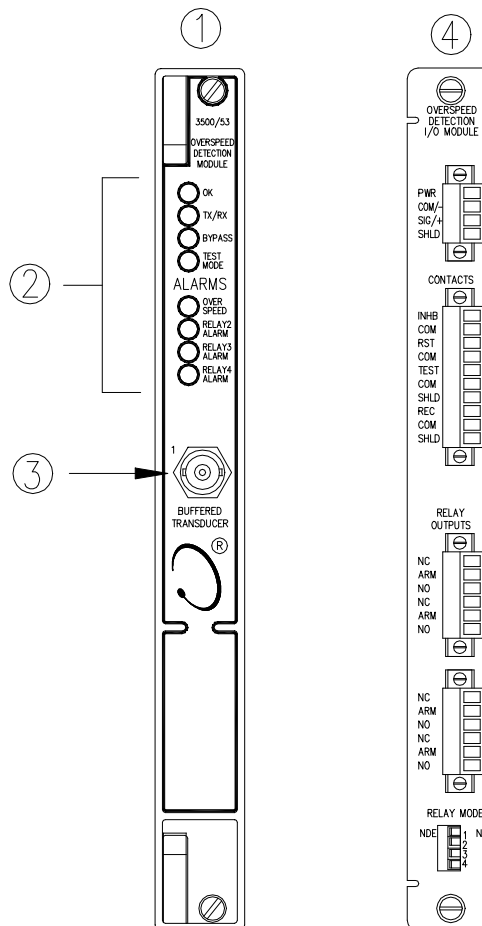 1
3500/53
OVERSPEED
DETECTION
MODULE
OK
TX/RX
BYPASS
TEST
MODE
ALARMS
OVER
SPEED
RELAY2
ALARM
RELAY3
ALARM
RELAY4
ALARM
2
3
1
BUFFERED
TRANSDUCER
®
4
OVERSPEED
DETECTION
I/O MODULE
PWR
COM/-
SIG/+
SHLD
CONTACTS
INHB
COM
RST
COM
TEST
COM
SHLD
REC
COM
SHLD
RELAY
OUTPUTS
NC
ARM
NO
NC
ARM
NO
NC
ARM
NO
NC
ARM
NO
RELAY MODE
NDE 1 N
2
3
4